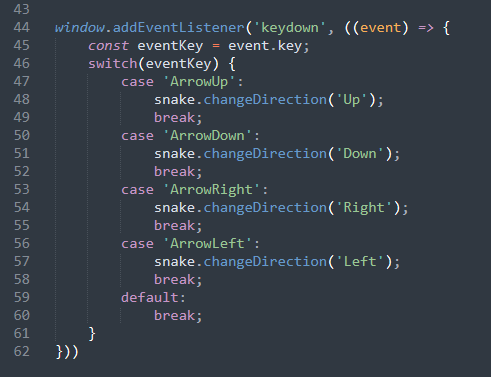 43
44 window.addEventListener('keydown', ((event) => {
45     const eventKey = event.key;
46     switch(eventKey) {
47         case 'ArrowUp':
48             snake.changeDirection('Up');
49             break;
50         case 'ArrowDown':
51             snake.changeDirection('Down');
52             break;
53         case 'ArrowRight':
54             snake.changeDirection('Right');
55             break;
56         case 'ArrowLeft':
57             snake.changeDirection('Left');
58             break;
59         default:
60             break;
61     }
62 }))